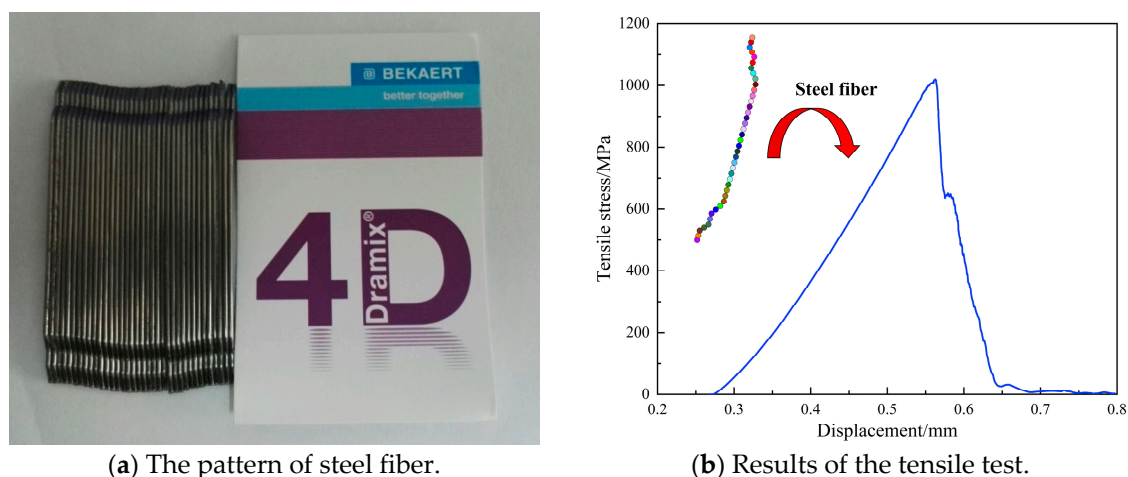 BEKAERT
better together
4D
Dramix®
(a) The pattern of steel fiber.
Tensile stress/MPa
1200
1000
800
600
400
200
0
Steel fiber
0.2 0.3 0.4 0.5 0.6 0.7 0.8
Displacement/mm
(b) Results of the tensile test.